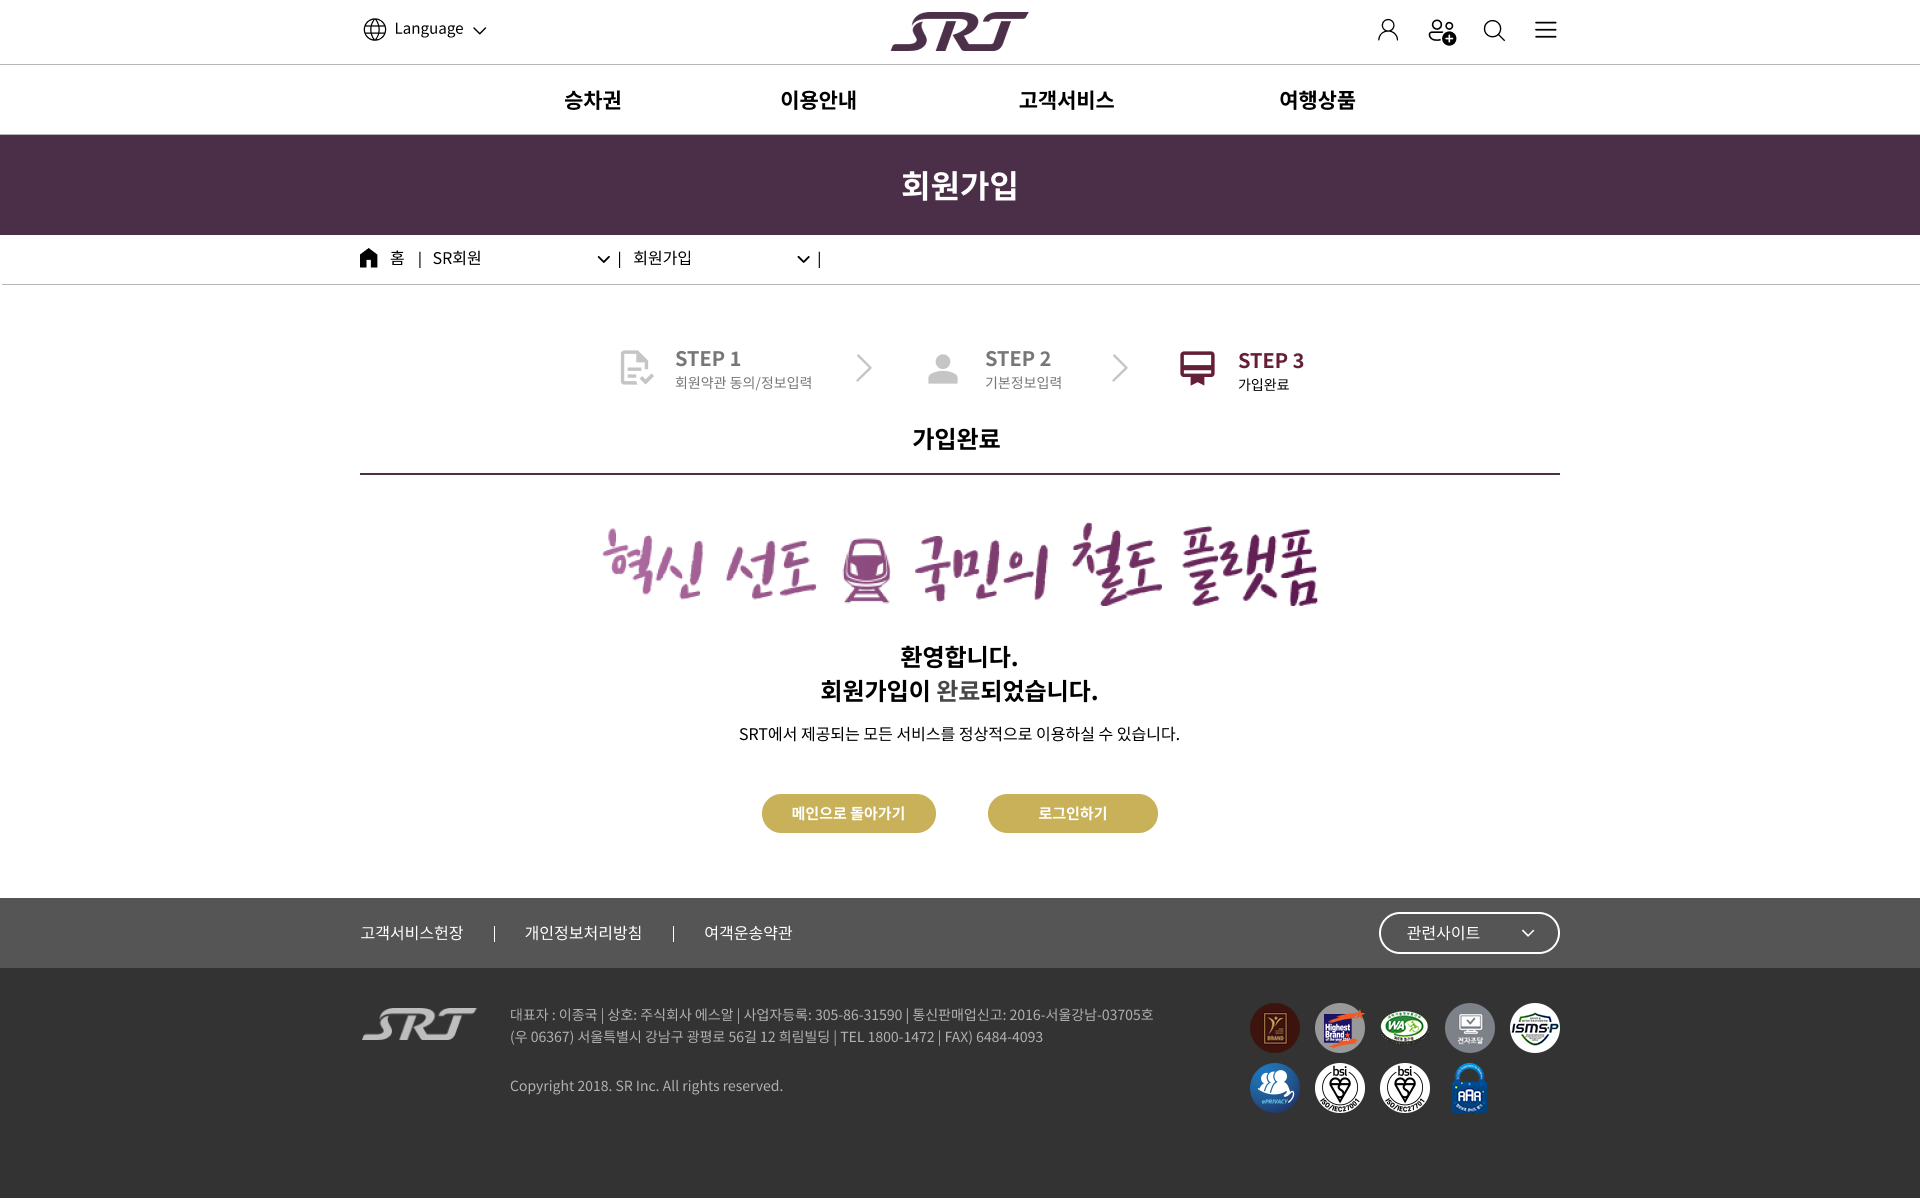 Language
SRT
승차권
이용안내
고객서비스
여행상품
회원가입
홈 | SR회원 | 회원가입 |
STEP 1
회원약관 동의/정보입력
STEP 2
기본정보입력
STEP 3
가입완료
가입완료
혁신 선도 국민의 철도 플랫폼
환영합니다.
회원가입이 완료되었습니다.
SRT에서 제공되는 모든 서비스를 정상적으로 이용하실 수 있습니다.
메인으로 돌아가기
로그인하기
고객서비스헌장 | 개인정보처리방침 | 여객운송약관
관련사이트
SRT
대표자 : 이종국 | 상호: 주식회사 에스알 | 사업자등록: 305-86-31590 | 통신판매업신고: 2016-서울강남-03705호
(우 06367) 서울특별시 강남구 광평로 56길 12 희림빌딩 | TEL 1800-1472 | FAX) 6484-4093
Copyright 2018. SR Inc. All rights reserved.
BRAND
Highest
Brand
WA
전자조달
ISMS-P
ePRIVACY
bsi
ISO/IEC27001
bsi
ISO/IEC27701
AAA